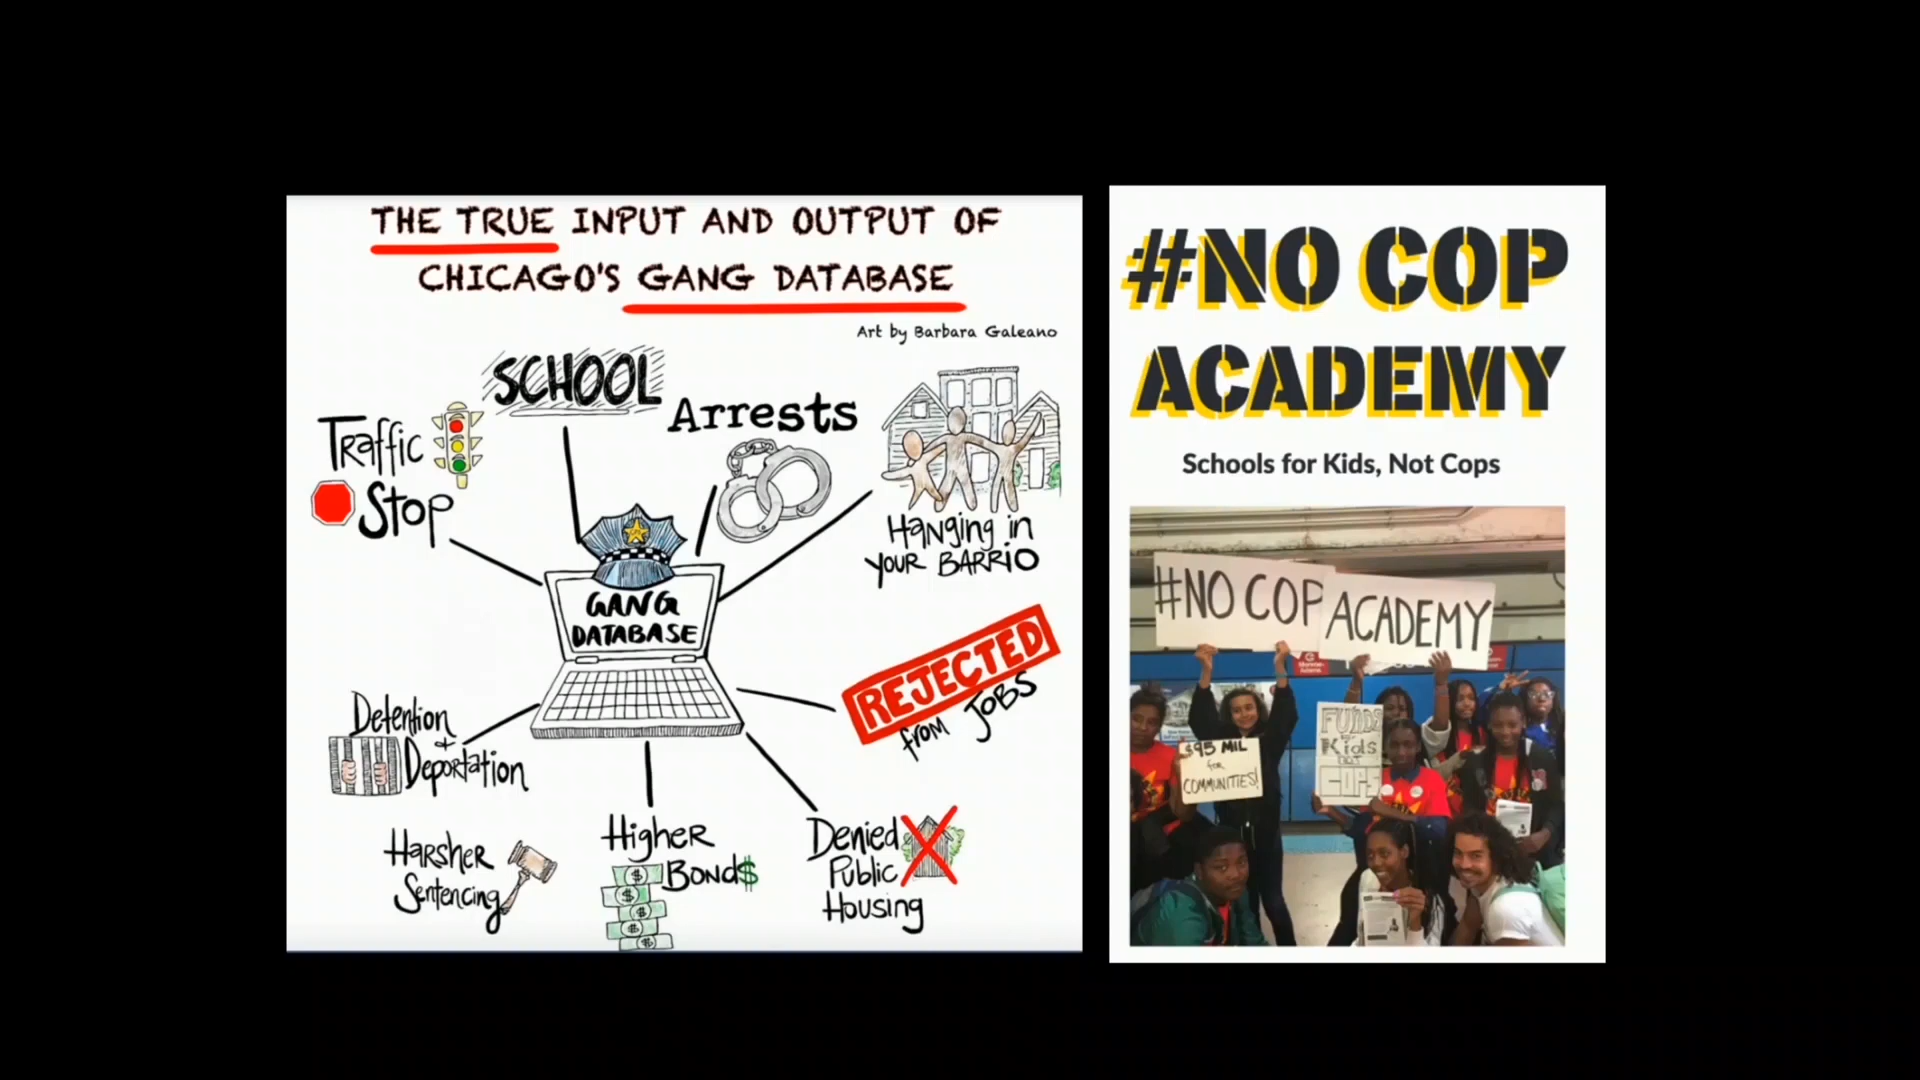 THE TRUE INPUT AND OUTPUT OF
CHICAGO'S GANG DATABASE
Art by Barbara Galeano
SCHOOL
Traffic
Stop
Arrests
Hanging in
YOUR BARRIO
GANG
DATABASE
REJECTED
from JOBS
Detention
+
Deportation
Harsher
Sentencing
Higher
Bond$
Denied
Public
Housing
#NO COP
ACADEMY
Schools for Kids, Not Cops
#NO COP
ACADEMY
$95 MIL
for
COMMUNITIES!
FUNDS
Kids
NOT
COPS